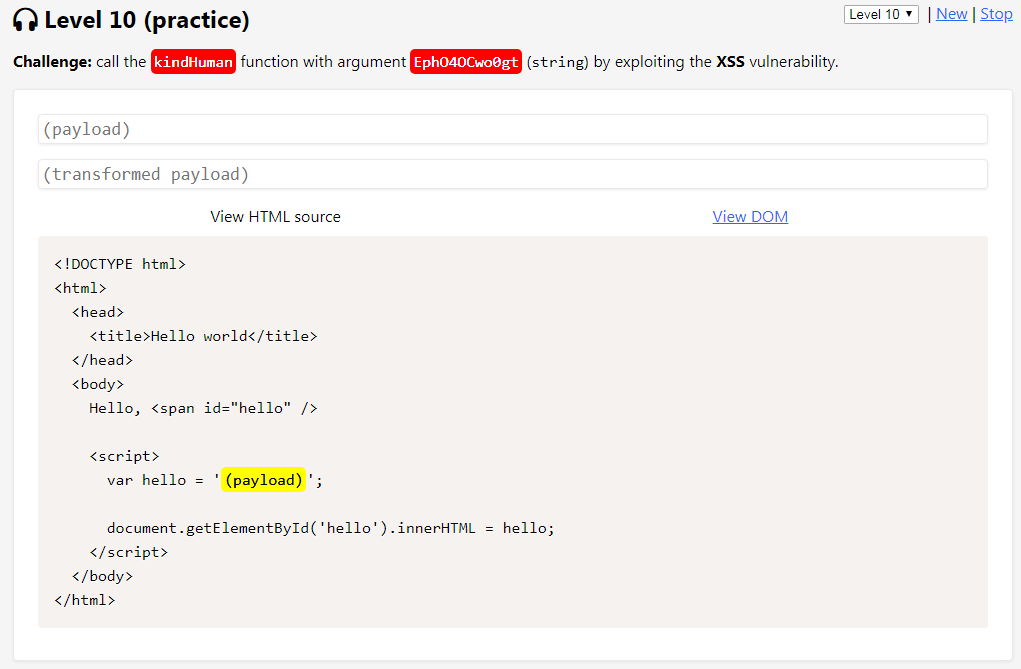 Level 10 (practice)
Level 10 ▼ | New | Stop
Challenge: call the kindHuman function with argument EphO4OCwo0gt (string) by exploiting the XSS vulnerability.
(payload)
(transformed payload)
View HTML source
View DOM
<!DOCTYPE html>
<html>
<head>
<title>Hello world</title>
</head>
<body>
Hello, <span id="hello" />
<script>
var hello = '(payload)';
document.getElementById('hello').innerHTML = hello;
</script>
</body>
</html>